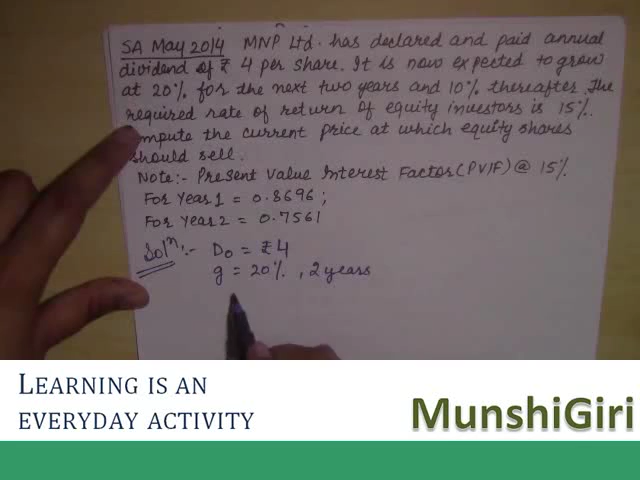 SA May 2014 MNP Ltd. has declared and paid annual
dividend of ₹ 4 per share. It is now expected to grow
at 20% for the next two years and 10% thereafter. The
required rate of return of equity investors is 15%.
compute the current price at which equity shares
should sell.
Note:- Present Value Interest Factor (PVIF) @ 15%
For Year 1 = 0.8696 ;
For Year 2 = 0.7561
Solⁿ :- D₀ = ₹4
g = 20% , 2 years
LEARNING IS AN
EVERYDAY ACTIVITY
MunshiGiri